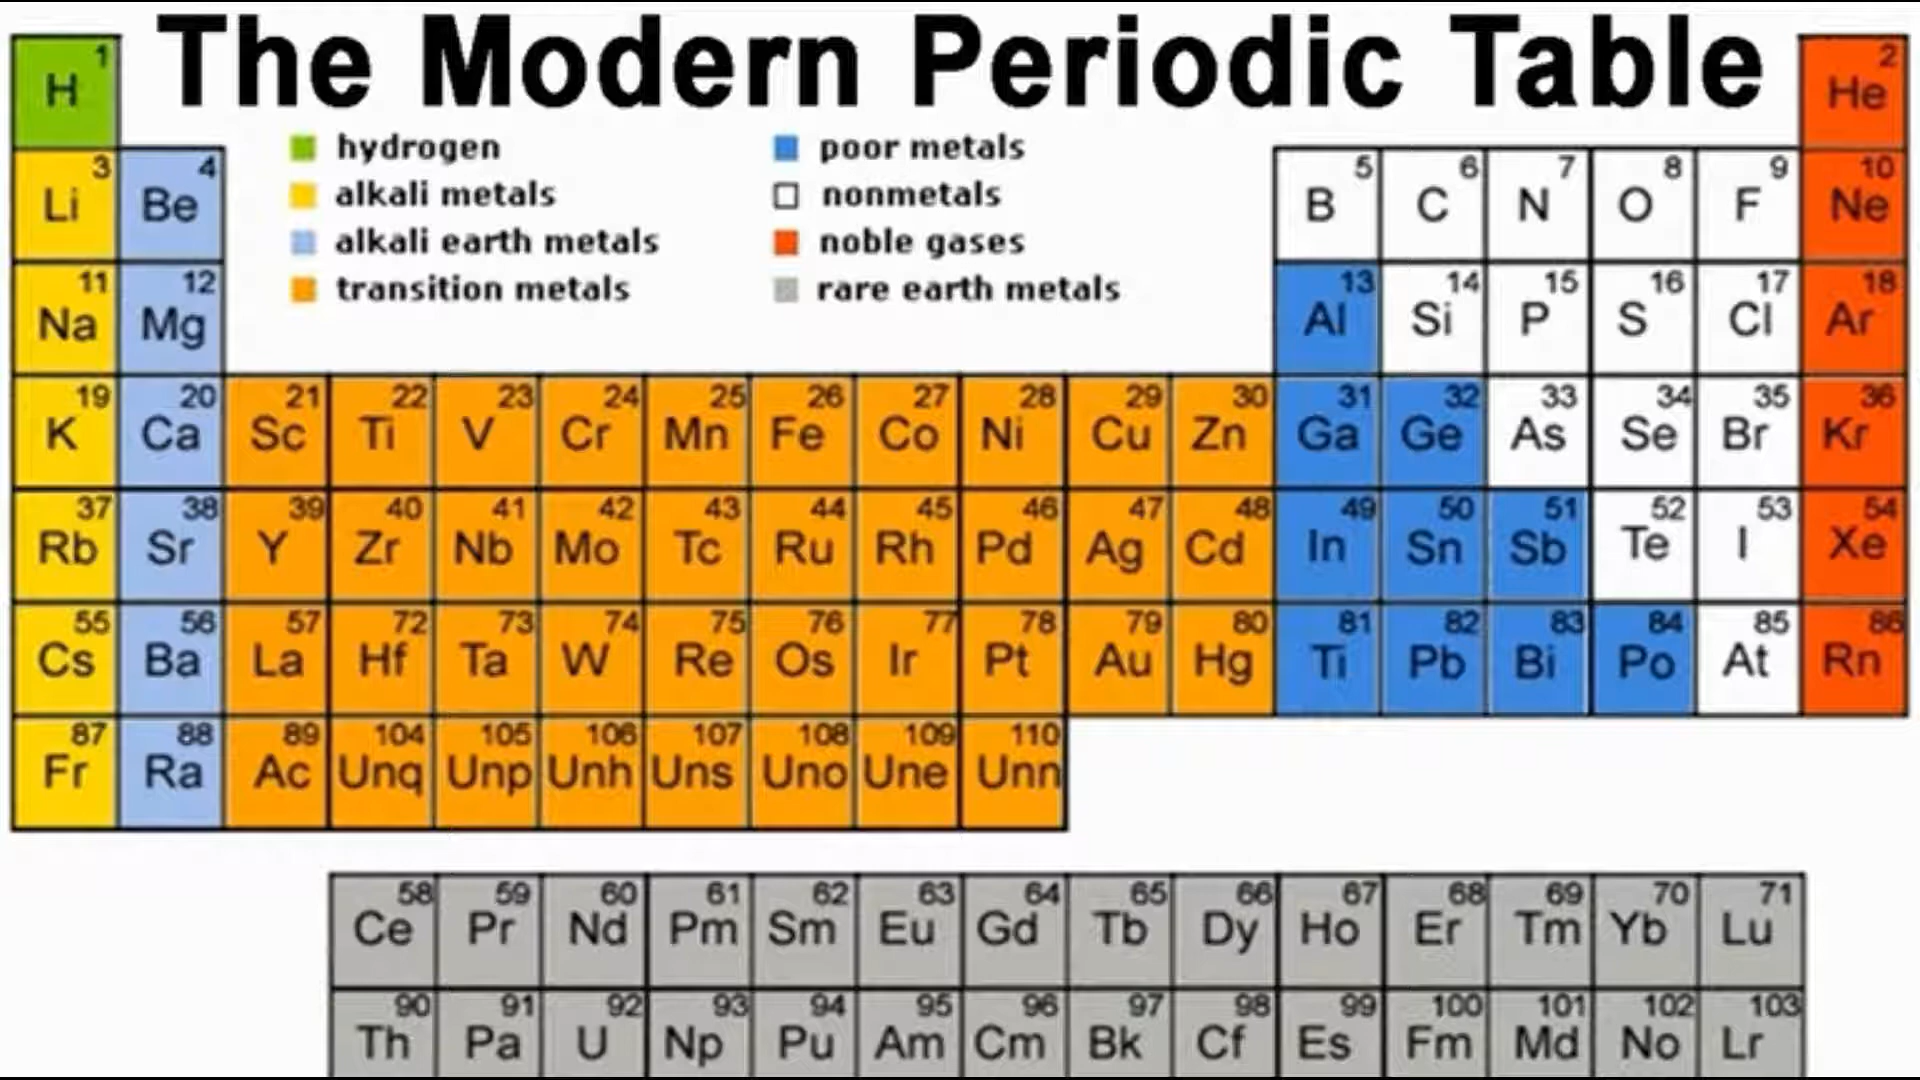 The Modern Periodic Table
1 2
H He
hydrogen poor metals
alkali metals nonmetals
alkali earth metals noble gases
transition metals rare earth metals
3 4 5 6 7 8 9 10
Li Be B C N O F Ne
11 12 13 14 15 16 17 18
Na Mg Al Si P S Cl Ar
19 20 21 22 23 24 25 26 27 28 29 30 31 32 33 34 35 36
K Ca Sc Ti V Cr Mn Fe Co Ni Cu Zn Ga Ge As Se Br Kr
37 38 39 40 41 42 43 44 45 46 47 48 49 50 51 52 53 54
Rb Sr Y Zr Nb Mo Tc Ru Rh Pd Ag Cd In Sn Sb Te I Xe
55 56 57 72 73 74 75 76 77 78 79 80 81 82 83 84 85 86
Cs Ba La Hf Ta W Re Os Ir Pt Au Hg Ti Pb Bi Po At Rn
87 88 89 104 105 106 107 108 109 110
Fr Ra Ac Unq Unp Unh Uns Uno Une Unn
58 59 60 61 62 63 64 65 66 67 68 69 70 71
Ce Pr Nd Pm Sm Eu Gd Tb Dy Ho Er Tm Yb Lu
90 91 92 93 94 95 96 97 98 99 100 101 102 103
Th Pa U Np Pu Am Cm Bk Cf Es Fm Md No Lr